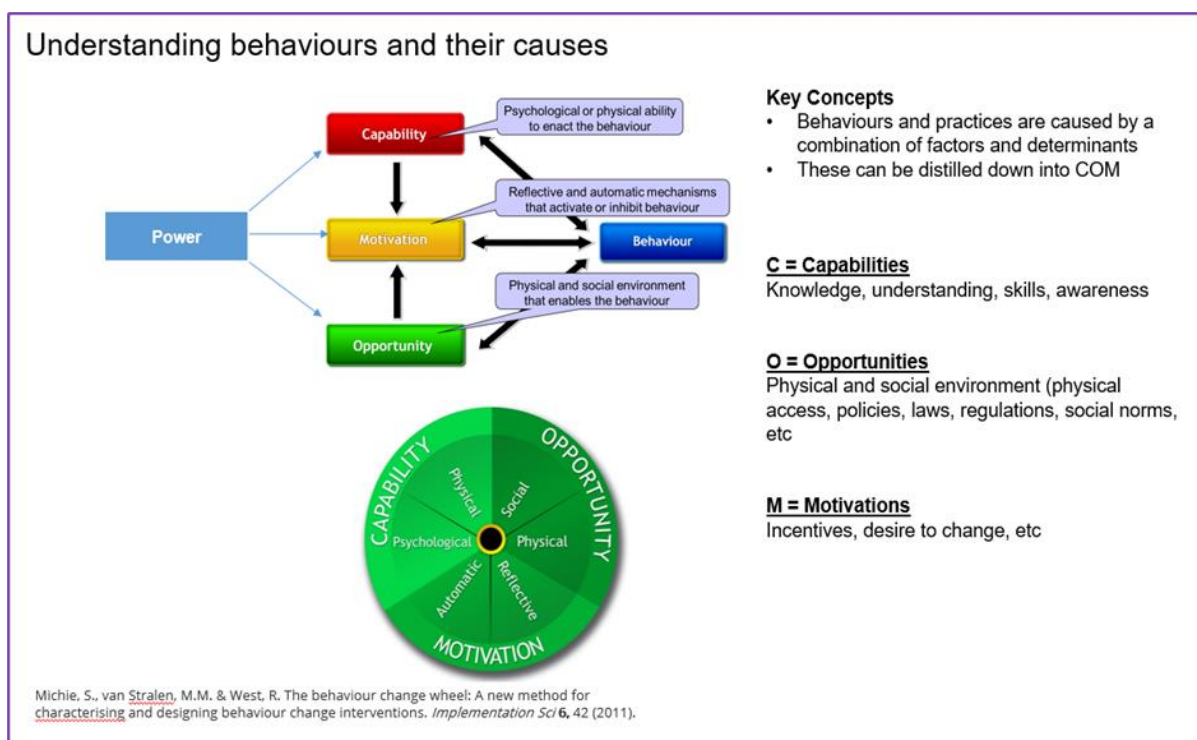 Understanding behaviours and their causes
Capability
Psychological or physical ability
to enact the behaviour
Power
Motivation
Reflective and automatic mechanisms
that activate or inhibit behaviour
Behaviour
Physical and social environment
that enables the behaviour
Opportunity
CAPABILITY
OPPORTUNITY
MOTIVATION
Physical
Social
Psychological
Physical
Automatic
Reflective
Key Concepts
• Behaviours and practices are caused by a
combination of factors and determinants
• These can be distilled down into COM
C = Capabilities
Knowledge, understanding, skills, awareness
O = Opportunities
Physical and social environment (physical
access, policies, laws, regulations, social norms,
etc
M = Motivations
Incentives, desire to change, etc
Michie, S., van Stralen, M.M. & West, R. The behaviour change wheel: A new method for
characterising and designing behaviour change interventions. Implementation Sci 6, 42 (2011).